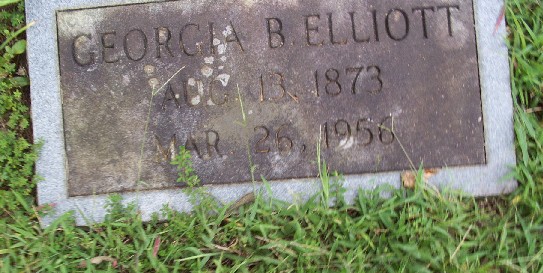 GEORGIA B. ELLIOTT
AUG. 13, 1873
MAR. 26, 1956